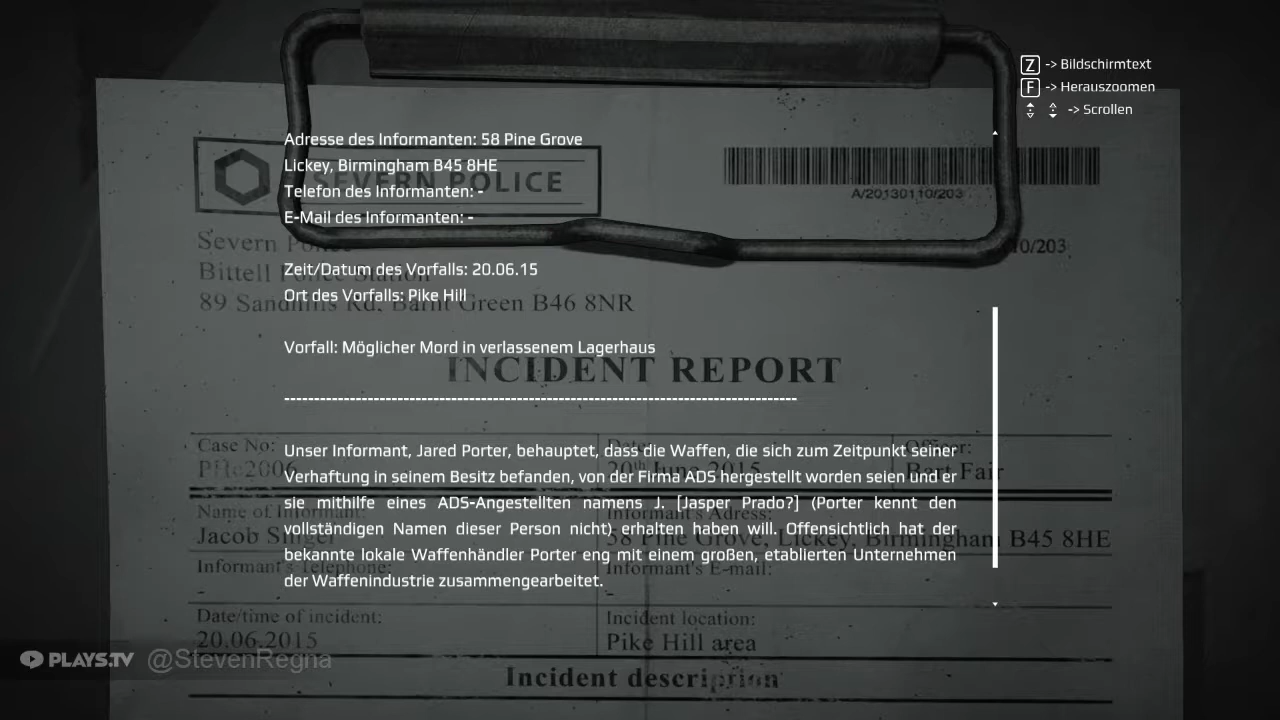 Z -> Bildschirmtext
F -> Herauszoomen
-> Scrollen
Adresse des Informanten: 58 Pine Grove
Lickey, Birmingham B45 8HE
Telefon des Informanten: -
E-Mail des Informanten: -
Zeit/Datum des Vorfalls: 20.06.15
Ort des Vorfalls: Pike Hill
Vorfall: Möglicher Mord in verlassenem Lagerhaus
--------------------------------------------------------------------------------------
Unser Informant, Jared Porter, behauptet, dass die Waffen, die sich zum Zeitpunkt seiner
Verhaftung in seinem Besitz befanden, von der Firma ADS hergestellt worden seien und er
sie mithilfe eines ADS-Angestellten namens J. [Jasper Prado?] (Porter kennt den
vollständigen Namen dieser Person nicht) erhalten haben will. Offensichtlich hat der
bekannte lokale Waffenhändler Porter eng mit einem großen, etablierten Unternehmen
der Waffenindustrie zusammengearbeitet.
SEVERN POLICE
A/20130110/203
10/203
Severn Police
Bittell Police Station
89 Sandhills Rd, Barnt Green B46 8NR
INCIDENT REPORT
Case No:
Date:
Officer:
20th June 2015
Bart Fair
Name of Informant:
Informant's Adress:
Jacob
58 Pine Grove, Lickey, Birmingham B45 8HE
Informant's Telephone:
Informant's E-mail:
-
-
Date/time of incident:
Incident location:
20.06.2015
Pike Hill area
Incident description
PLAYS.TV @StevenRegna